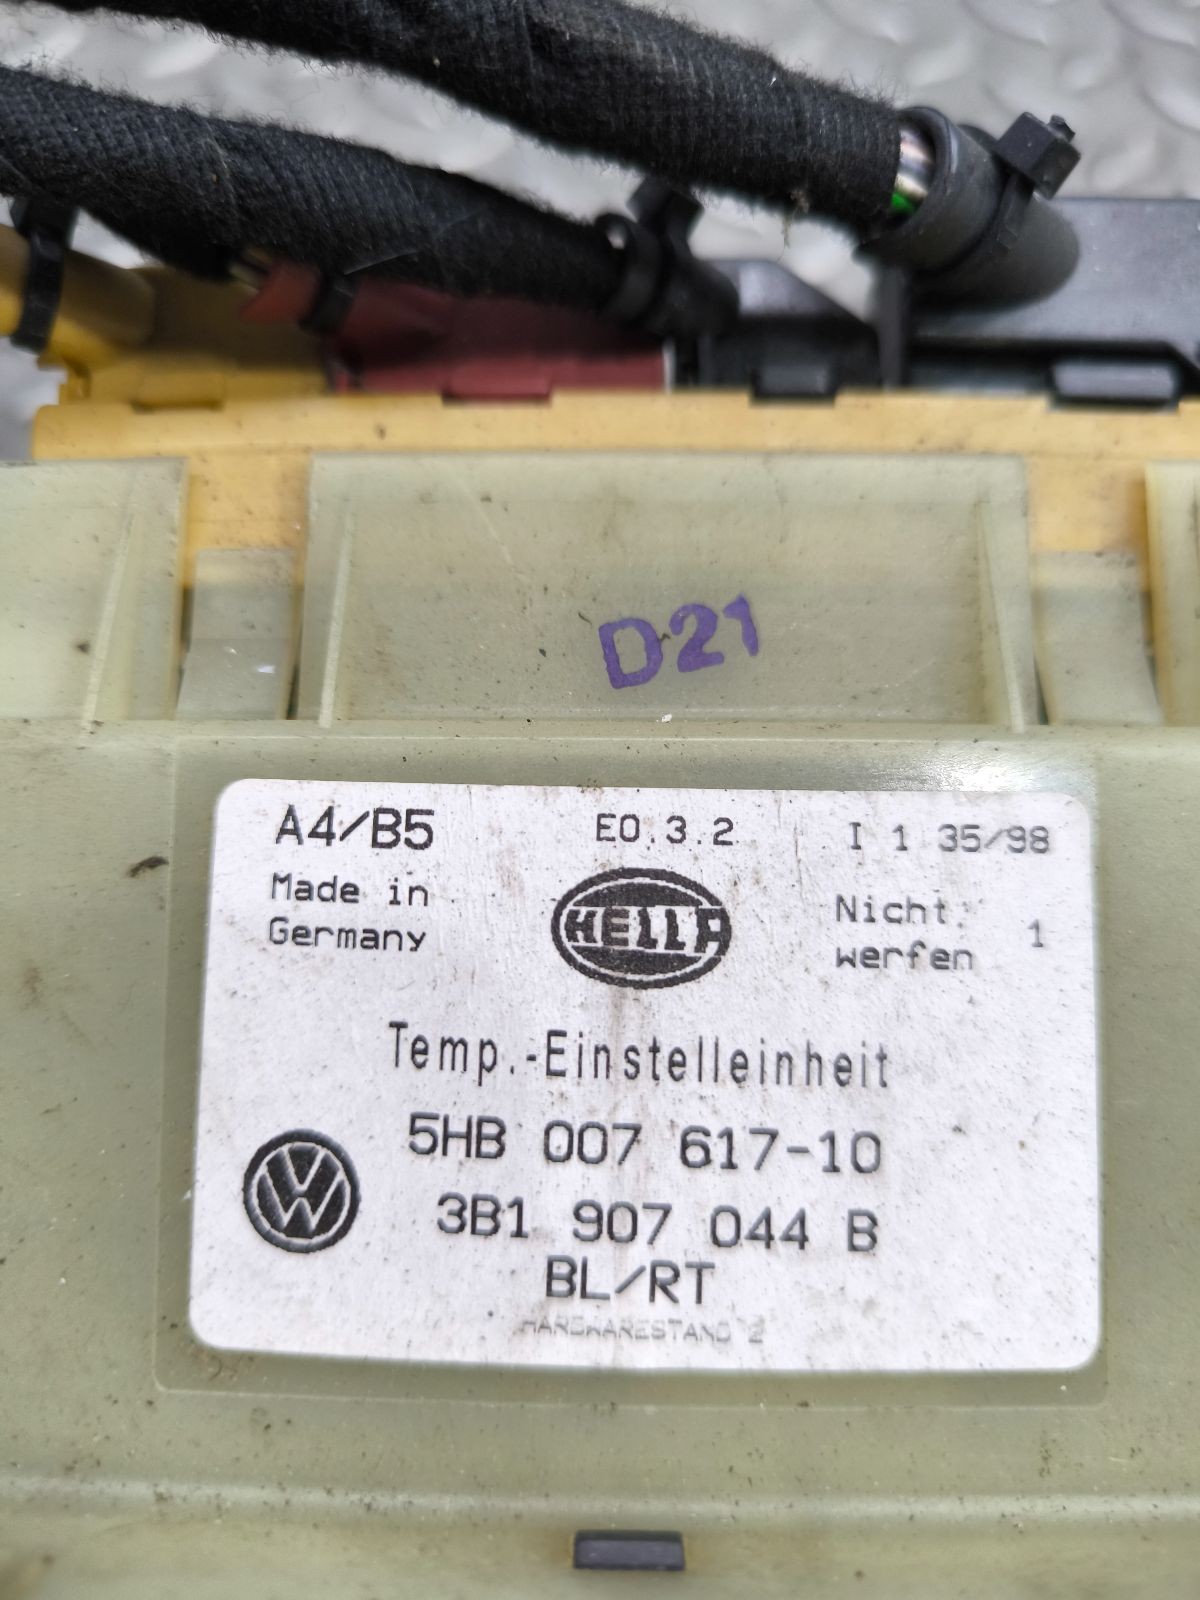 D21
A4/B5 E0.3.2 I 1 35/98
Made in
Germany
HELLA
Nicht
werfen 1
Temp.-Einstelleinheit
5HB 007 617-10
3B1 907 044 B
BL/RT
HARDWARESTAND 2